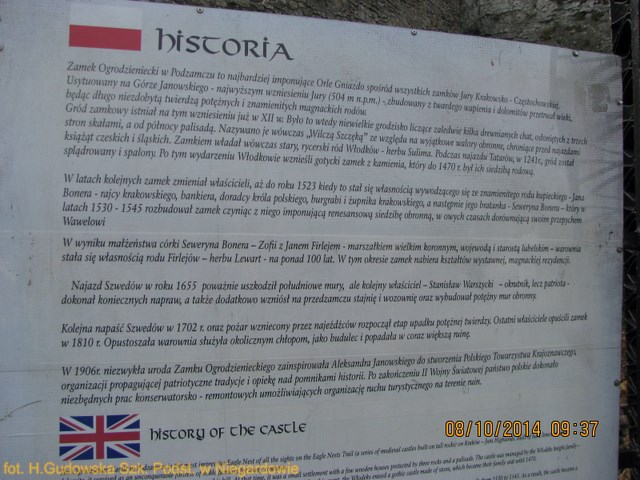 HISTORIA
Zamek Ogrodzieniecki w Podzamczu to najbardziej imponujące Orle Gniazdo spośród wszystkich zamków Jury Krakowsko - Częstochowskiej.
Usytuowany na Górze Janowskiego - najwyższym wzniesieniu Jury (504 m n.p.m.) - zbudowany z twardego wapienia i dolomitów przetrwał wieki,
będąc długo niezdobytą twierdzą potężnych i znamienitych magnackich rodów.
Gród zamkowy istniał na tym wzniesieniu już w XII w. Było to wtedy niewielkie grodzisko liczące zaledwie kilka drewnianych chat, osłoniętych z trzech
stron skałami, a od północy palisadą. Nazywano je wówczas „Wilczą Szczęką" ze względu na wyjątkowe walory obronne, chroniące przed najazdami
książąt czeskich i śląskich. Zamkiem władał wówczas stary, rycerski ród Włodków - herbu Sulima. Podczas najazdu Tatarów, w 1241r, gród został
splądrowany i spalony. Po tym wydarzeniu Włodkowie wznieśli gotycki zamek z kamienia, który do 1470 r. był ich siedzibą rodową.
W latach kolejnych zamek zmieniał właścicieli, aż do roku 1523 kiedy to stał się własnością wywodzącego się ze znamienitego rodu kupieckiego - Jana
Bonera - rajcy krakowskiego, bankiera, doradcy króla polskiego, burgrabi i żupnika krakowskiego, a następnie jego bratanka - Seweryna Bonera - który w
latach 1530 - 1545 rozbudował zamek czyniąc z niego imponującą renesansową siedzibę obronną, w owych czasach dorównującą swoim przepychem
Wawelowi
W wyniku małżeństwa córki Seweryna Bonera - Zofii z Janem Firlejem - marszałkiem wielkim koronnym, wojewodą i starostą lubelskim - warownia
stała się własnością rodu Firlejów - herbu Lewart - na ponad 100 lat. W tym okresie zamek nabiera kształtów wystawnej, magnackiej rezydencji.
Najazd Szwedów w roku 1655 poważnie uszkodził południowe mury, ale kolejny właściciel - Stanisław Warszycki - okrutnik, lecz patriota -
dokonał koniecznych napraw, a także dodatkowo wzniósł na przedzamczu stajnię i wozownię oraz wybudował potężny mur obronny.
Kolejna napaść Szwedów w 1702 r. oraz pożar wzniecony przez najeźdźców rozpoczął etap upadku potężnej twierdzy. Ostatni właściciele opuścili zamek
w 1810 r. Opustoszała warownia służyła okolicznym chłopom, jako budulec i popadała w coraz większą ruinę.
W 1906r. niezwykła uroda Zamku Ogrodzienieckiego zainspirowała Aleksandra Janowskiego do stworzenia Polskiego Towarzystwa Krajoznawczego,
organizacji propagującej patriotyczne tradycje i opiekę nad pomnikami historii. Po zakończeniu II Wojny Światowej państwo polskie dokonało
niezbędnych prac konserwatorsko - remontowych umożliwiających organizację ruchu turystycznego na terenie ruin.
HISTORY OF THE CASTLE
08/10/2014 09:37
fot. H.Gudowska Szk. Podst. w Niegardowie